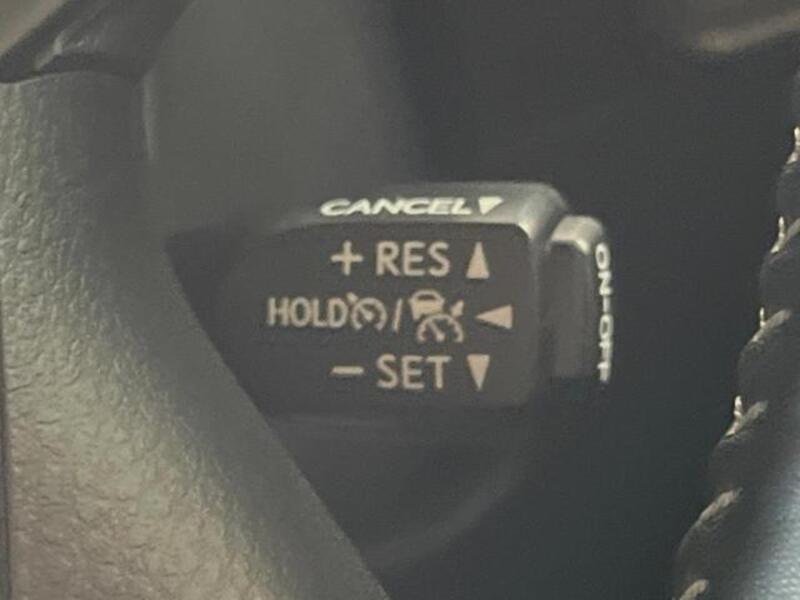 CANCEL▼
+ RES ▲
HOLD / ◀
- SET ▼
ON-OFF